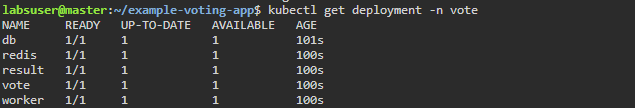 labsuser@master:~/example-voting-app$ kubectl get deployment -n vote
NAME READY UP-TO-DATE AVAILABLE AGE
db 1/1 1 1 101s
redis 1/1 1 1 100s
result 1/1 1 1 100s
vote 1/1 1 1 100s
worker 1/1 1 1 100s